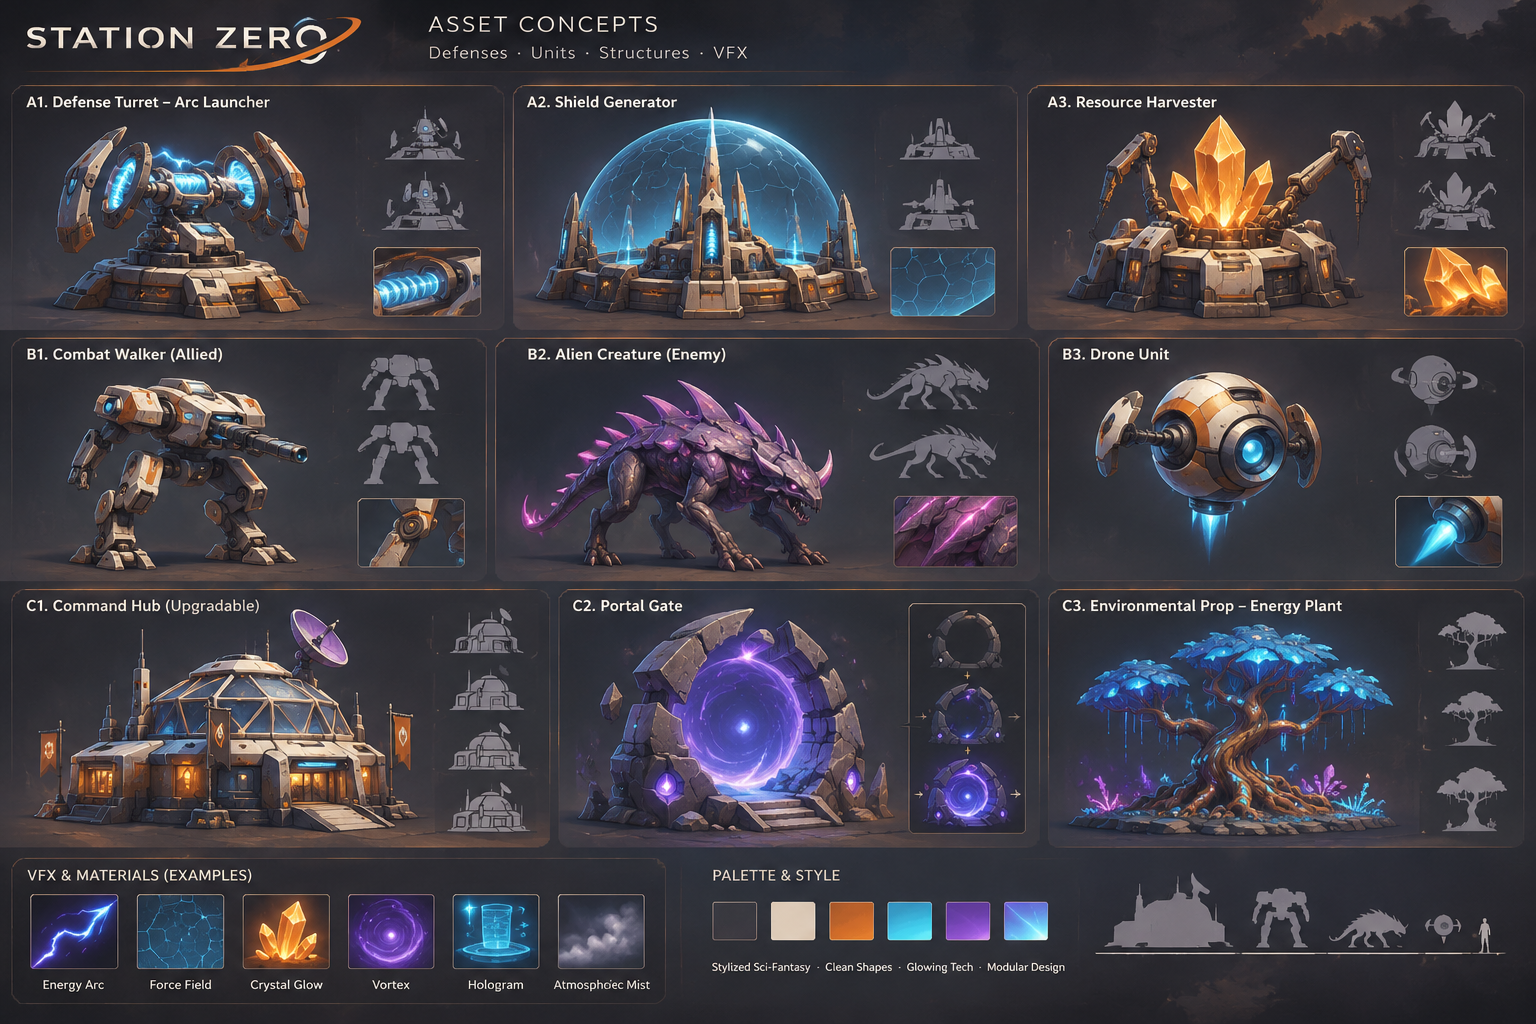 STATION ZERO
ASSET CONCEPTS
Defenses · Units · Structures · VFX
A1. Defense Turret – Arc Launcher
A2. Shield Generator
A3. Resource Harvester
B1. Combat Walker (Allied)
B2. Alien Creature (Enemy)
B3. Drone Unit
C1. Command Hub (Upgradable)
C2. Portal Gate
C3. Environmental Prop – Energy Plant
VFX & MATERIALS (EXAMPLES)
Energy Arc
Force Field
Crystal Glow
Vortex
Hologram
Atmospheric Mist
PALETTE & STYLE
Stylized Sci-Fantasy · Clean Shapes · Glowing Tech · Modular Design